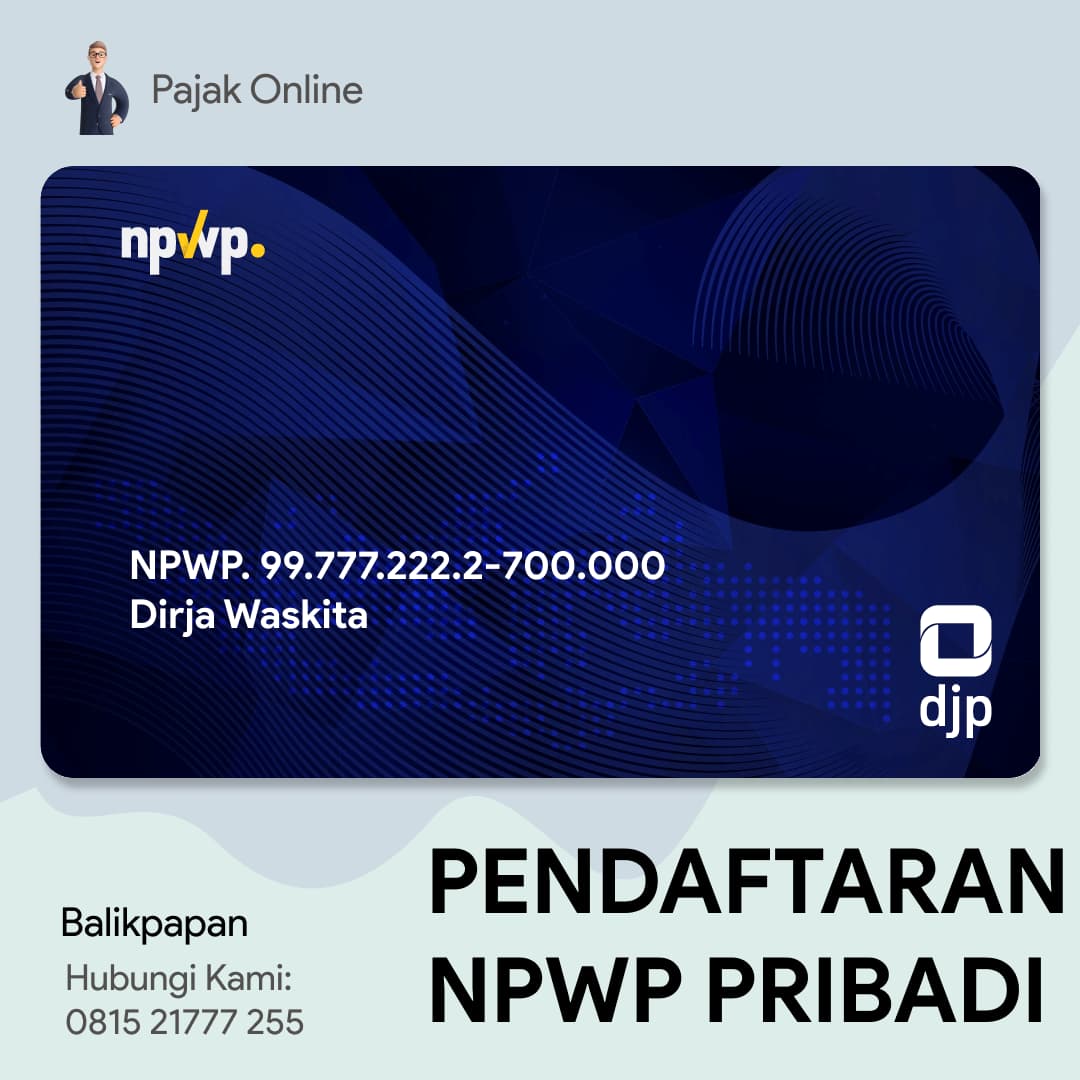 Pajak Online
npwp.
NPWP. 99.777.222.2-700.000
Dirja Waskita
djp
PENDAFTARAN
NPWP PRIBADI
Balikpapan
Hubungi Kami:
0815 21777 255